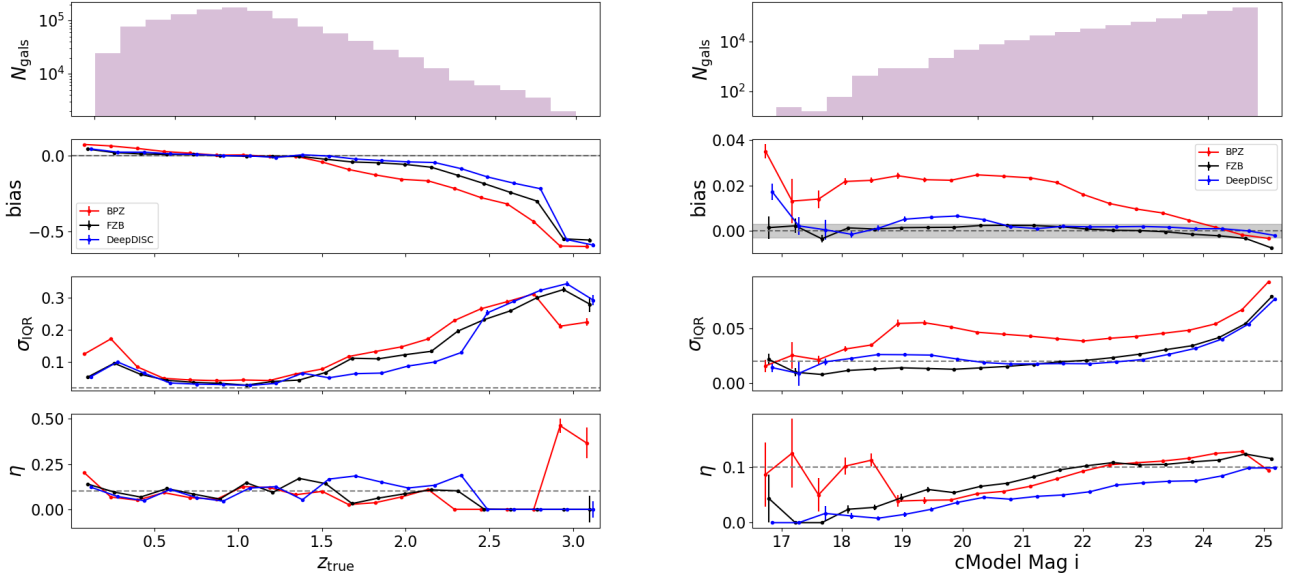 N_gals
10^5
10^4
bias
0.0
−0.5
BPZ
FZB
DeepDISC
σ_IQR
0.3
0.2
0.1
η
0.50
0.25
0.00
0.5
1.0
1.5
2.0
2.5
3.0
z_true
N_gals
10^4
10^2
bias
0.04
0.02
0.00
BPZ
FZB
DeepDISC
σ_IQR
0.05
0.00
η
0.1
0.0
17
18
19
20
21
22
23
24
25
cModel Mag i